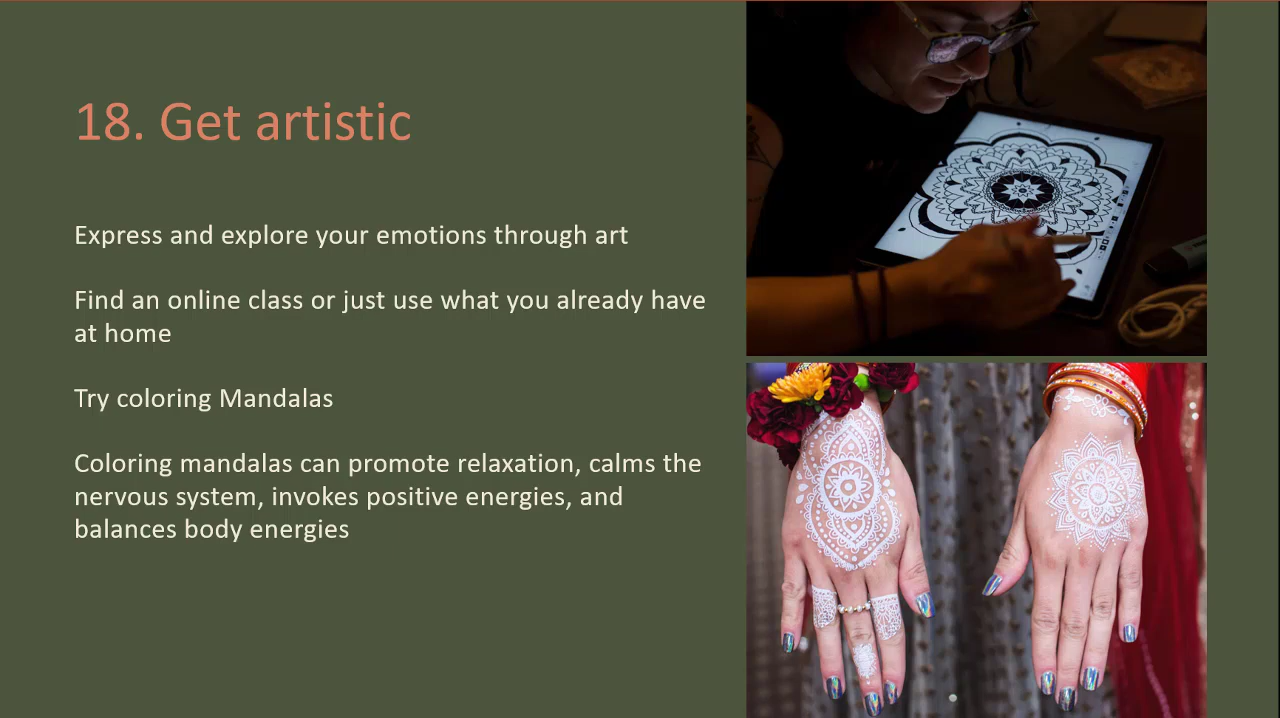 18. Get artistic
Express and explore your emotions through art
Find an online class or just use what you already have
at home
Try coloring Mandalas
Coloring mandalas can promote relaxation, calms the
nervous system, invokes positive energies, and
balances body energies